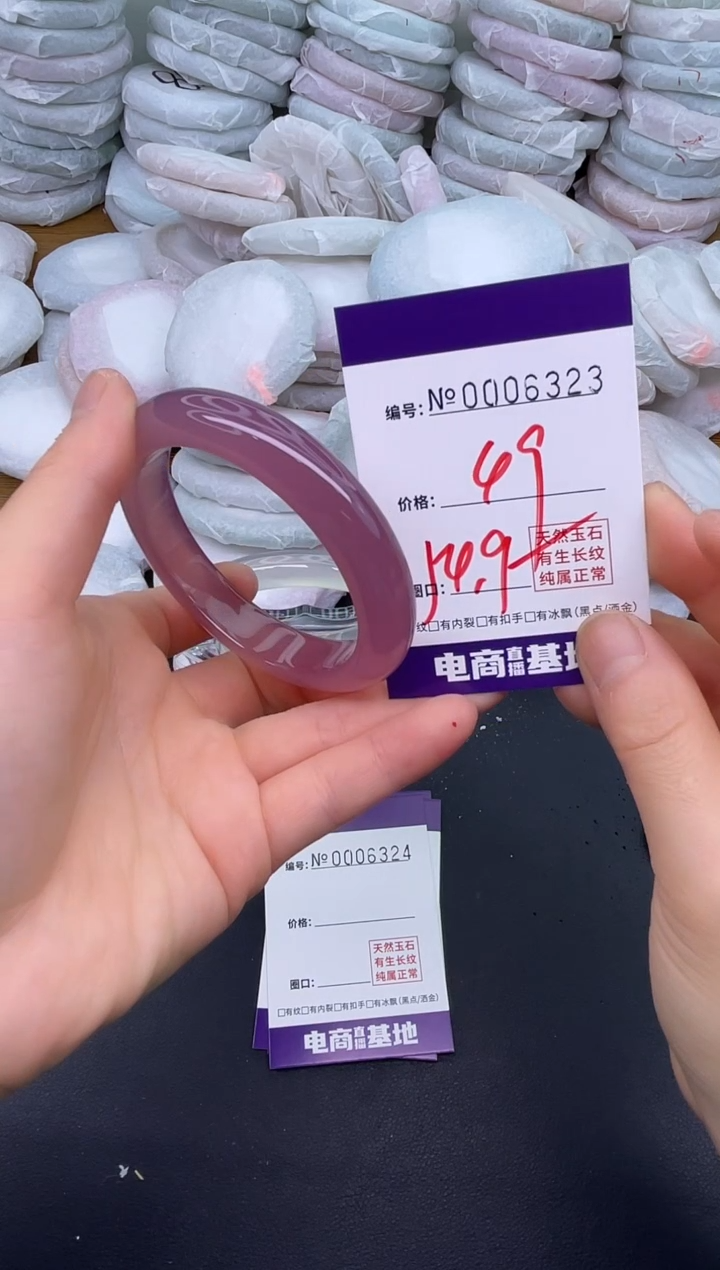 编号: №0006323
价格: 49
圈口: 54.9
天然玉石
有生长纹
纯属正常
纹□有内裂□有扣手□有冰飘(黑点/洒金)
电商直播基地
编号: №0006324
价格:
圈口:
天然玉石
有生长纹
纯属正常
□有纹□有内裂□有扣手□有冰飘(黑点/洒金)
电商直播基地